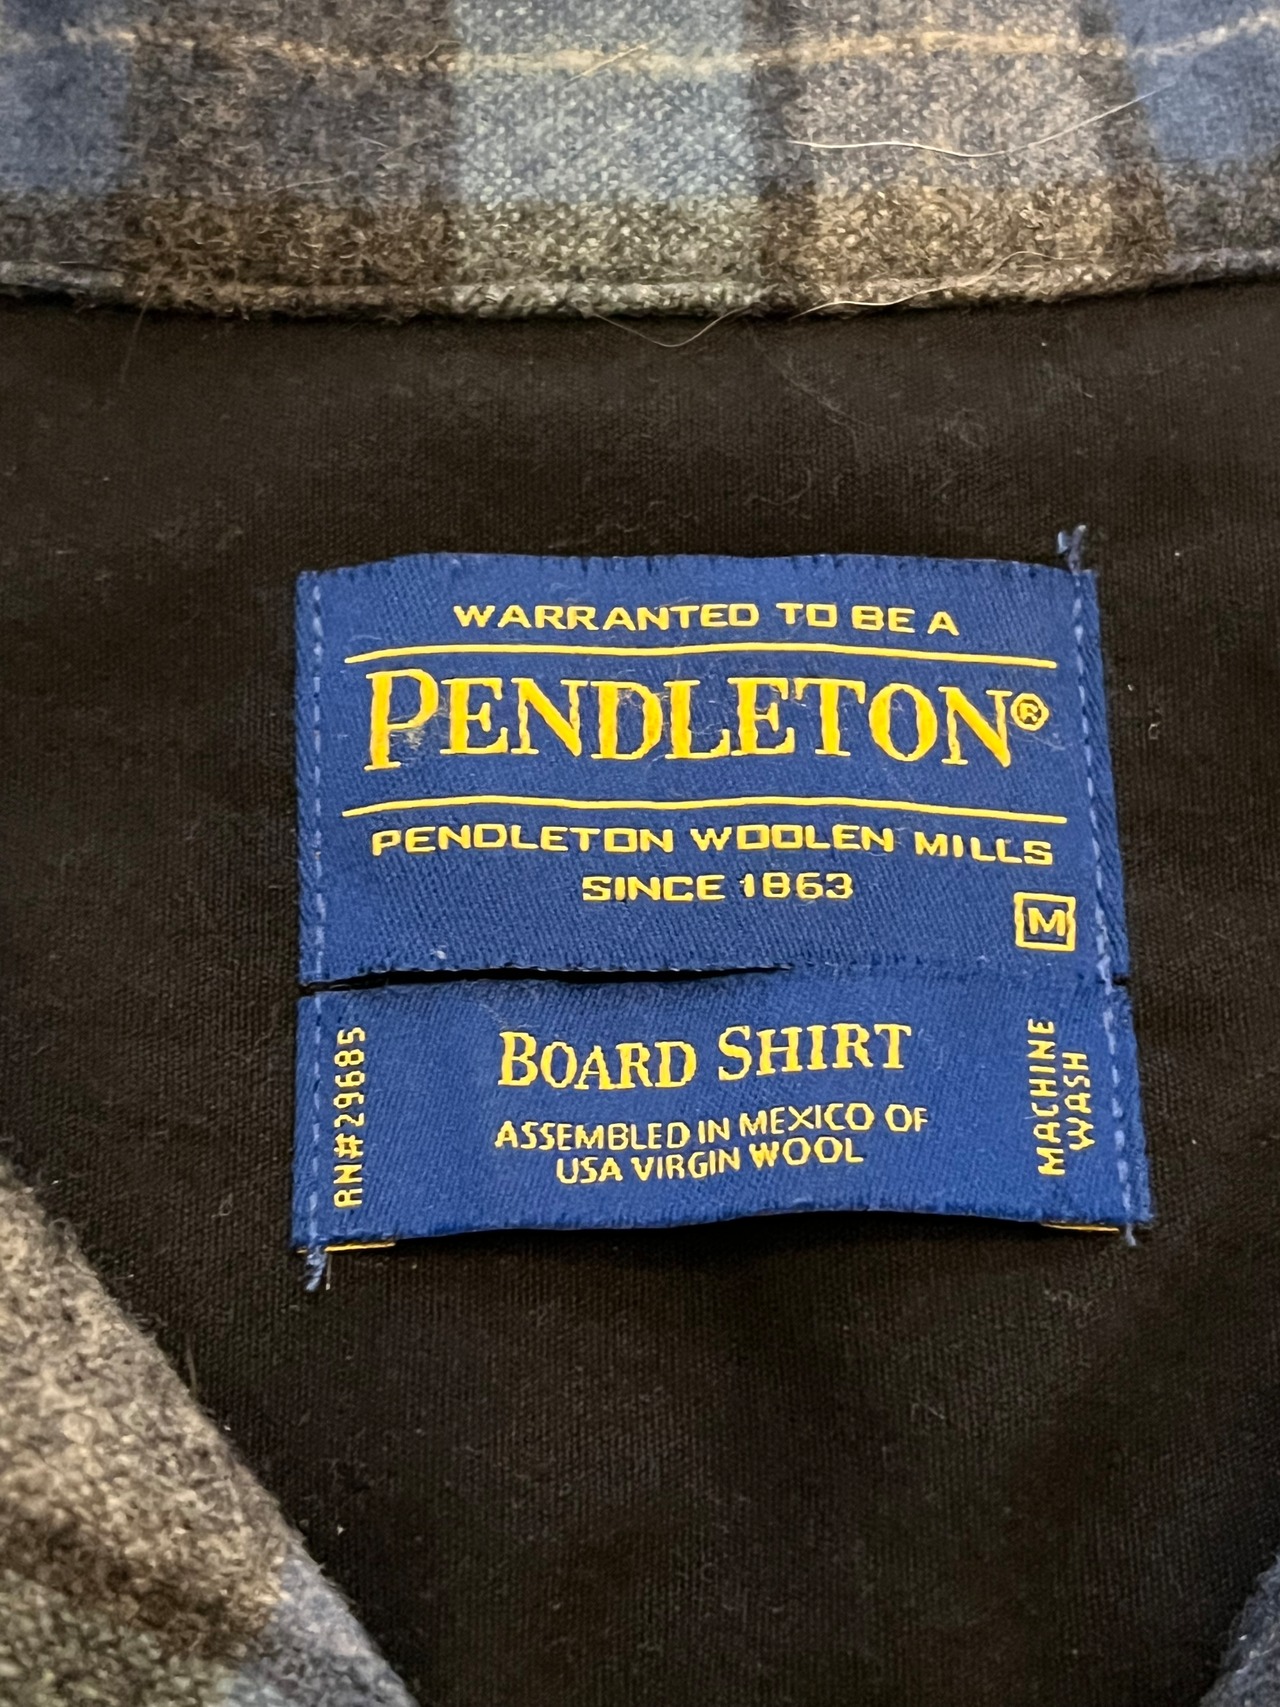 WARRANTED TO BE A
PENDLETON®
PENDLETON WOOLEN MILLS
SINCE 1863
M
RN#29685
BOARD SHIRT
ASSEMBLED IN MEXICO OF
USA VIRGIN WOOL
MACHINE
WASH